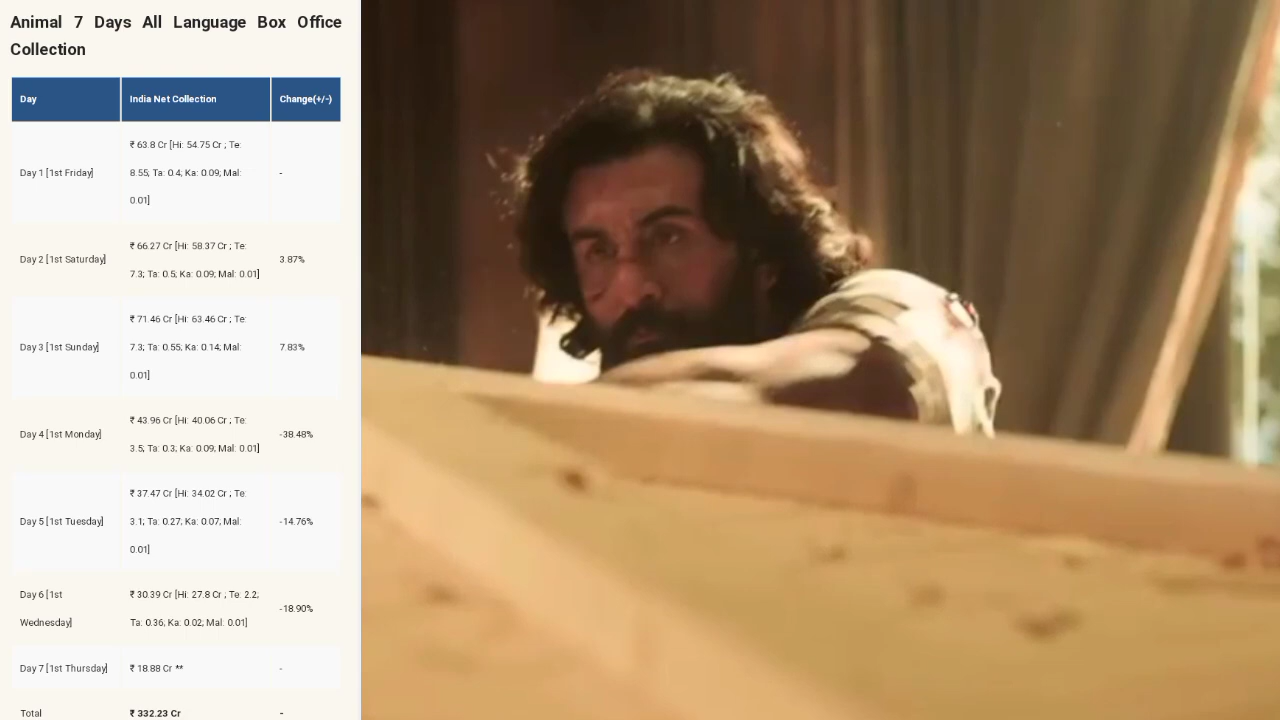 Animal 7 Days All Language Box Office
Collection
Day India Net Collection Change(+/-)
₹ 63.8 Cr [Hi: 54.75 Cr ; Te:
Day 1 [1st Friday] 8.55; Ta: 0.4; Ka: 0.09; Mal: -
0.01]
₹ 66.27 Cr [Hi: 58.37 Cr ; Te:
Day 2 [1st Saturday] 3.87%
7.3; Ta: 0.5; Ka: 0.09; Mal: 0.01]
₹ 71.46 Cr [Hi: 63.46 Cr ; Te:
Day 3 [1st Sunday] 7.3; Ta: 0.55; Ka: 0.14; Mal: 7.83%
0.01]
₹ 43.96 Cr [Hi: 40.06 Cr ; Te:
Day 4 [1st Monday] -38.48%
3.5; Ta: 0.3; Ka: 0.09; Mal: 0.01]
₹ 37.47 Cr [Hi: 34.02 Cr ; Te:
Day 5 [1st Tuesday] 3.1; Ta: 0.27; Ka: 0.07; Mal: -14.76%
0.01]
Day 6 [1st ₹ 30.39 [Hi: 27.8 Cr ; Te: 2.2;
-18.90%
Wednesday] Ta: 0.36; Ka: 0.02; Mal: 0.01]
Day 7 [1st Thursday] ₹ 18.88 Cr ** -
Total ₹ 332.23 Cr -